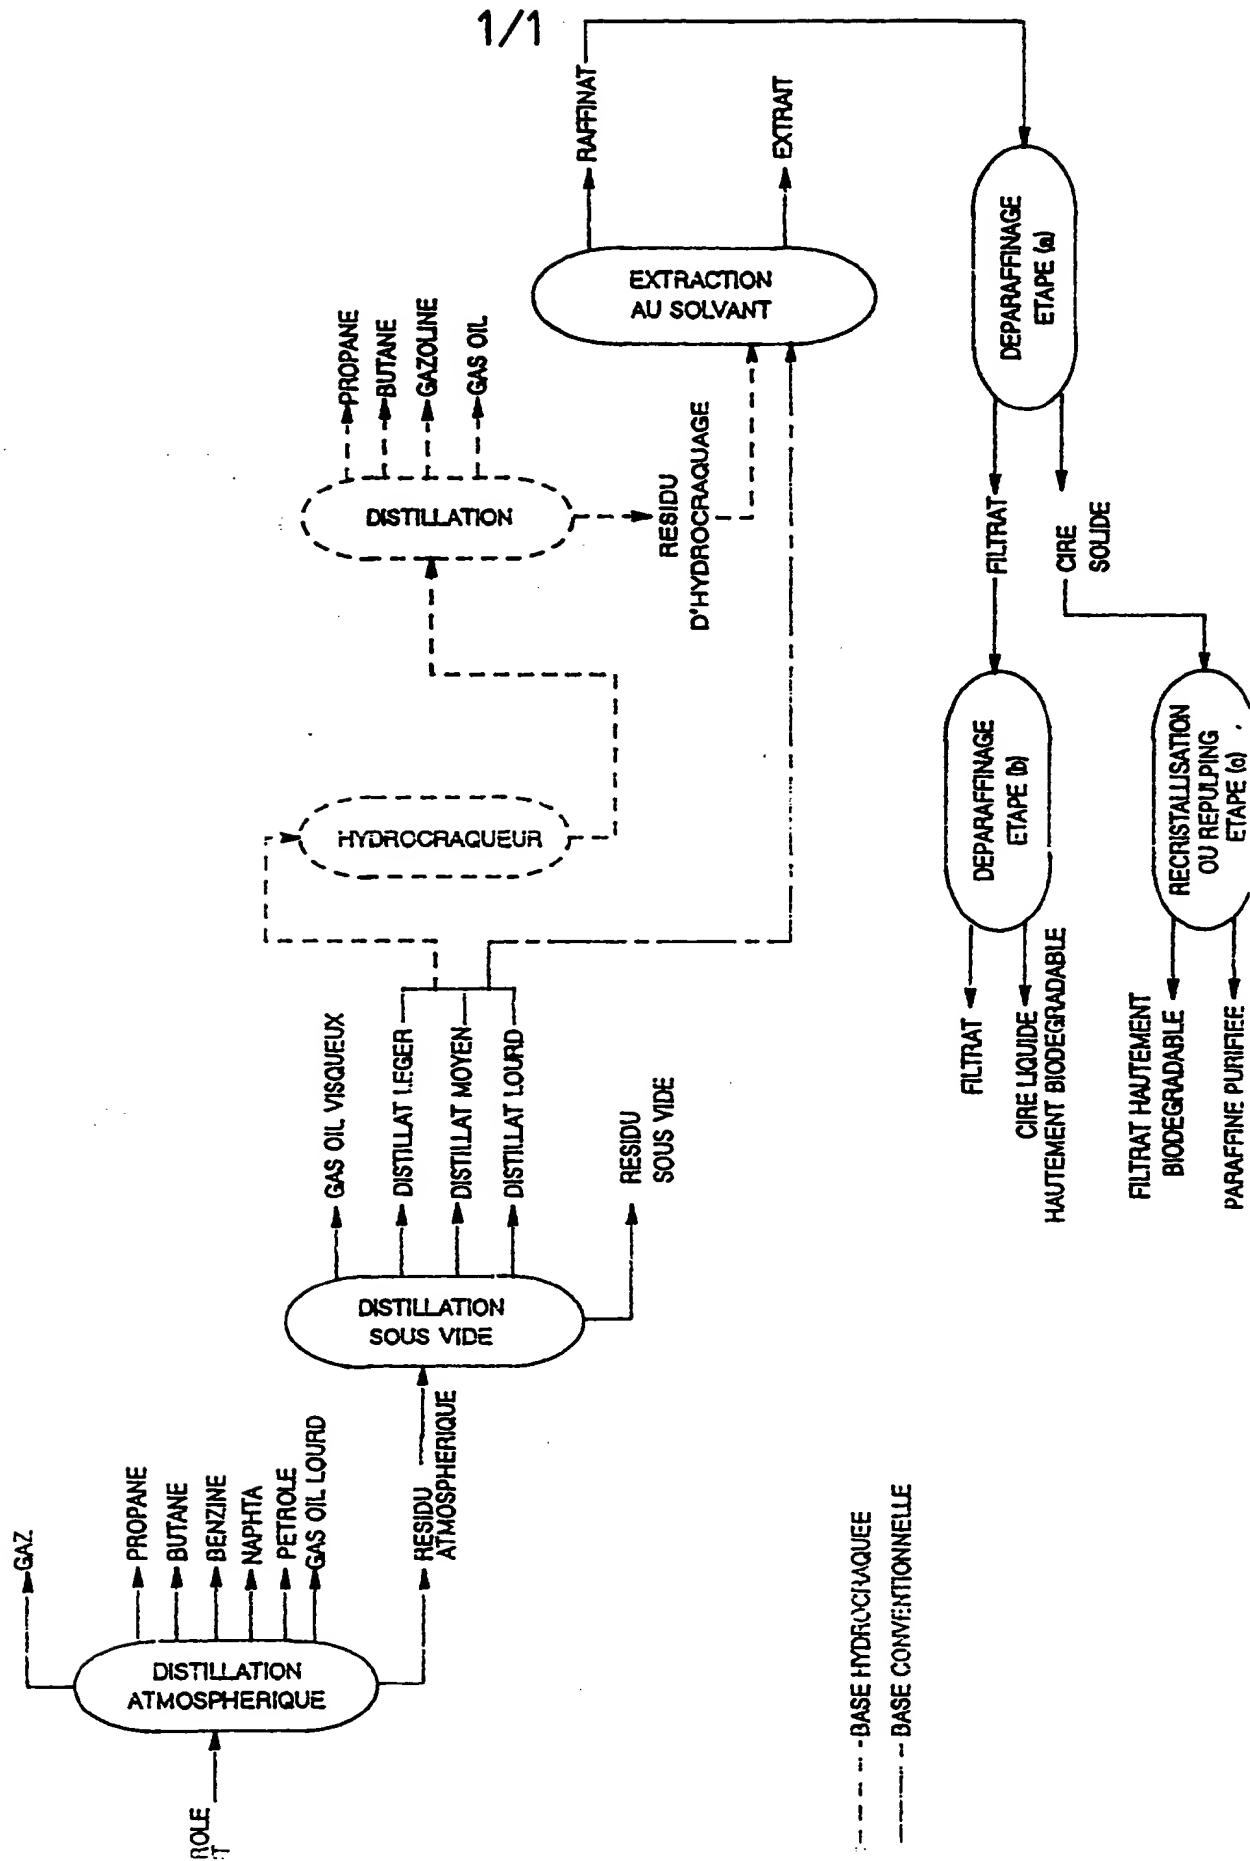 1/1
ROLE
GAZ
PROPANE
BUTANE
BENZINE
NAPHTA
PETROLE
GAS OIL LOURD
RESIDU
ATMOSPHERIQUE
DISTILLATION
ATMOSPHERIQUE
DISTILLATION
SOUS VIDE
GAS OIL VISQUEUX
DISTILLAT LEGER
DISTILLAT MOYEN
DISTILLAT LOURD
RESIDU
SOUS VIDE
HYDROCRAQUEUR
DISTILLATION
PROPANE
BUTANE
GAZOLINE
GAS OIL
RESIDU
D'HYDROCRAQUAGE
EXTRACTION
AU SOLVANT
RAFFINAT
EXTRAIT
DEPARAFFINAGE
ETAPE (a)
FILTRAT
CIRE
SOLIDE
DEPARAFFINAGE
ETAPE (b)
FILTRAT
CIRE LIQUIDE
HAUTEMENT BIODEGRADABLE
RECRISTALLISATION
OU REPULPING
ETAPE (c)
FILTRAT HAUTEMENT
BIODEGRADABLE
PARAFFINE PURIFIEE
BASE HYDROCRAQUEE
BASE CONVENTIONNELLE